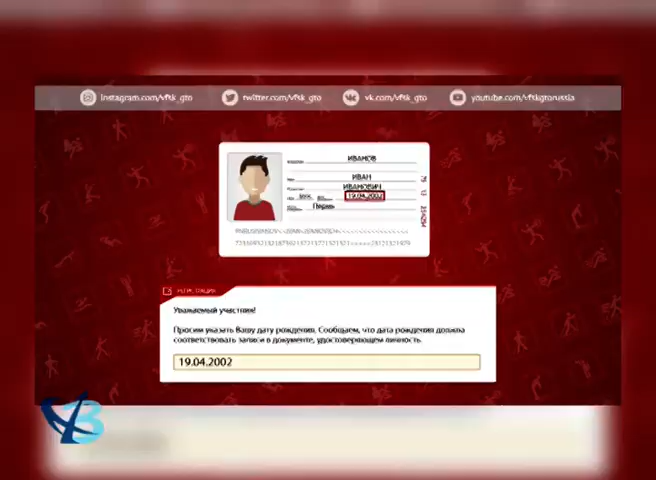 instagram.com/vfsk_gto twitter.com/vfsk_gto vk.com/vfsk_gto youtube.com/vfskgtorussia
ИВАНОВ
ИВАН
ИВАНОВИЧ
19.04.2002
Пермь
РЕГИСТРАЦИЯ
Уважаемый участник!
Просим указать Вашу дату рождения. Сообщаем, что дата рождения должна
соответствовать записи в документе, удостоверяющем личность.
19.04.2002